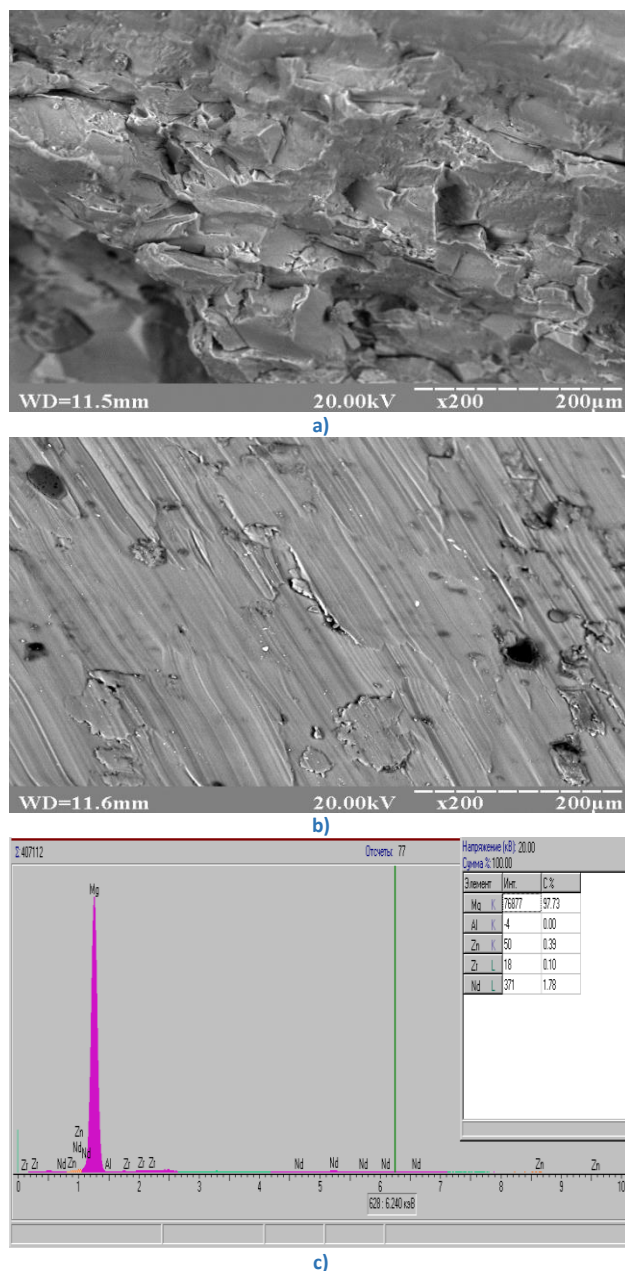 WD=11.5mm 20.00kV x200 200µm
a)
WD=11.6mm 20.00kV x200 200µm
b)
Σ 407112 Отсчеты: 77
Напряжение (кВ): 20.00
Сумма %: 100.00
Элемент Инт. C %
Mg K 76877 97.73
Al K -4 0.00
Zn K 50 0.39
Zr L 18 0.10
Nd L 371 1.78
Mg
Zn
Nd Nd
Zr Zr Nd Zn Al Zr Zr Zr Nd Nd Nd Nd Nd Zn Zn
0 1 2 3 4 5 6 7 8 9 10
628 : 6.240 кэВ
c)